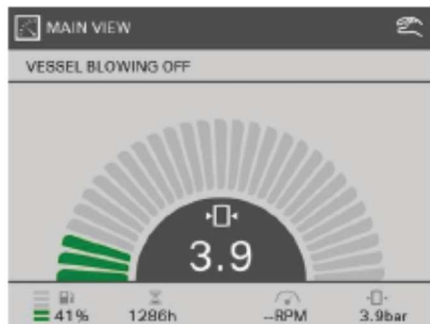 MAIN VIEW
VESSEL BLOWING OFF
3.9
41% 1286h --RPM 3.9bar